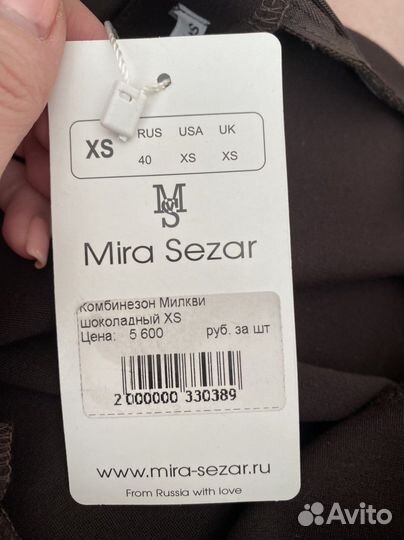 XS RUS USA UK
40 XS XS
MS
Mira Sezar
Комбинезон Милкви
шоколадный XS
Цена: 5 600 руб. за шт
2 000000 330389
www.mira-sezar.ru
From Russia with love
Avito